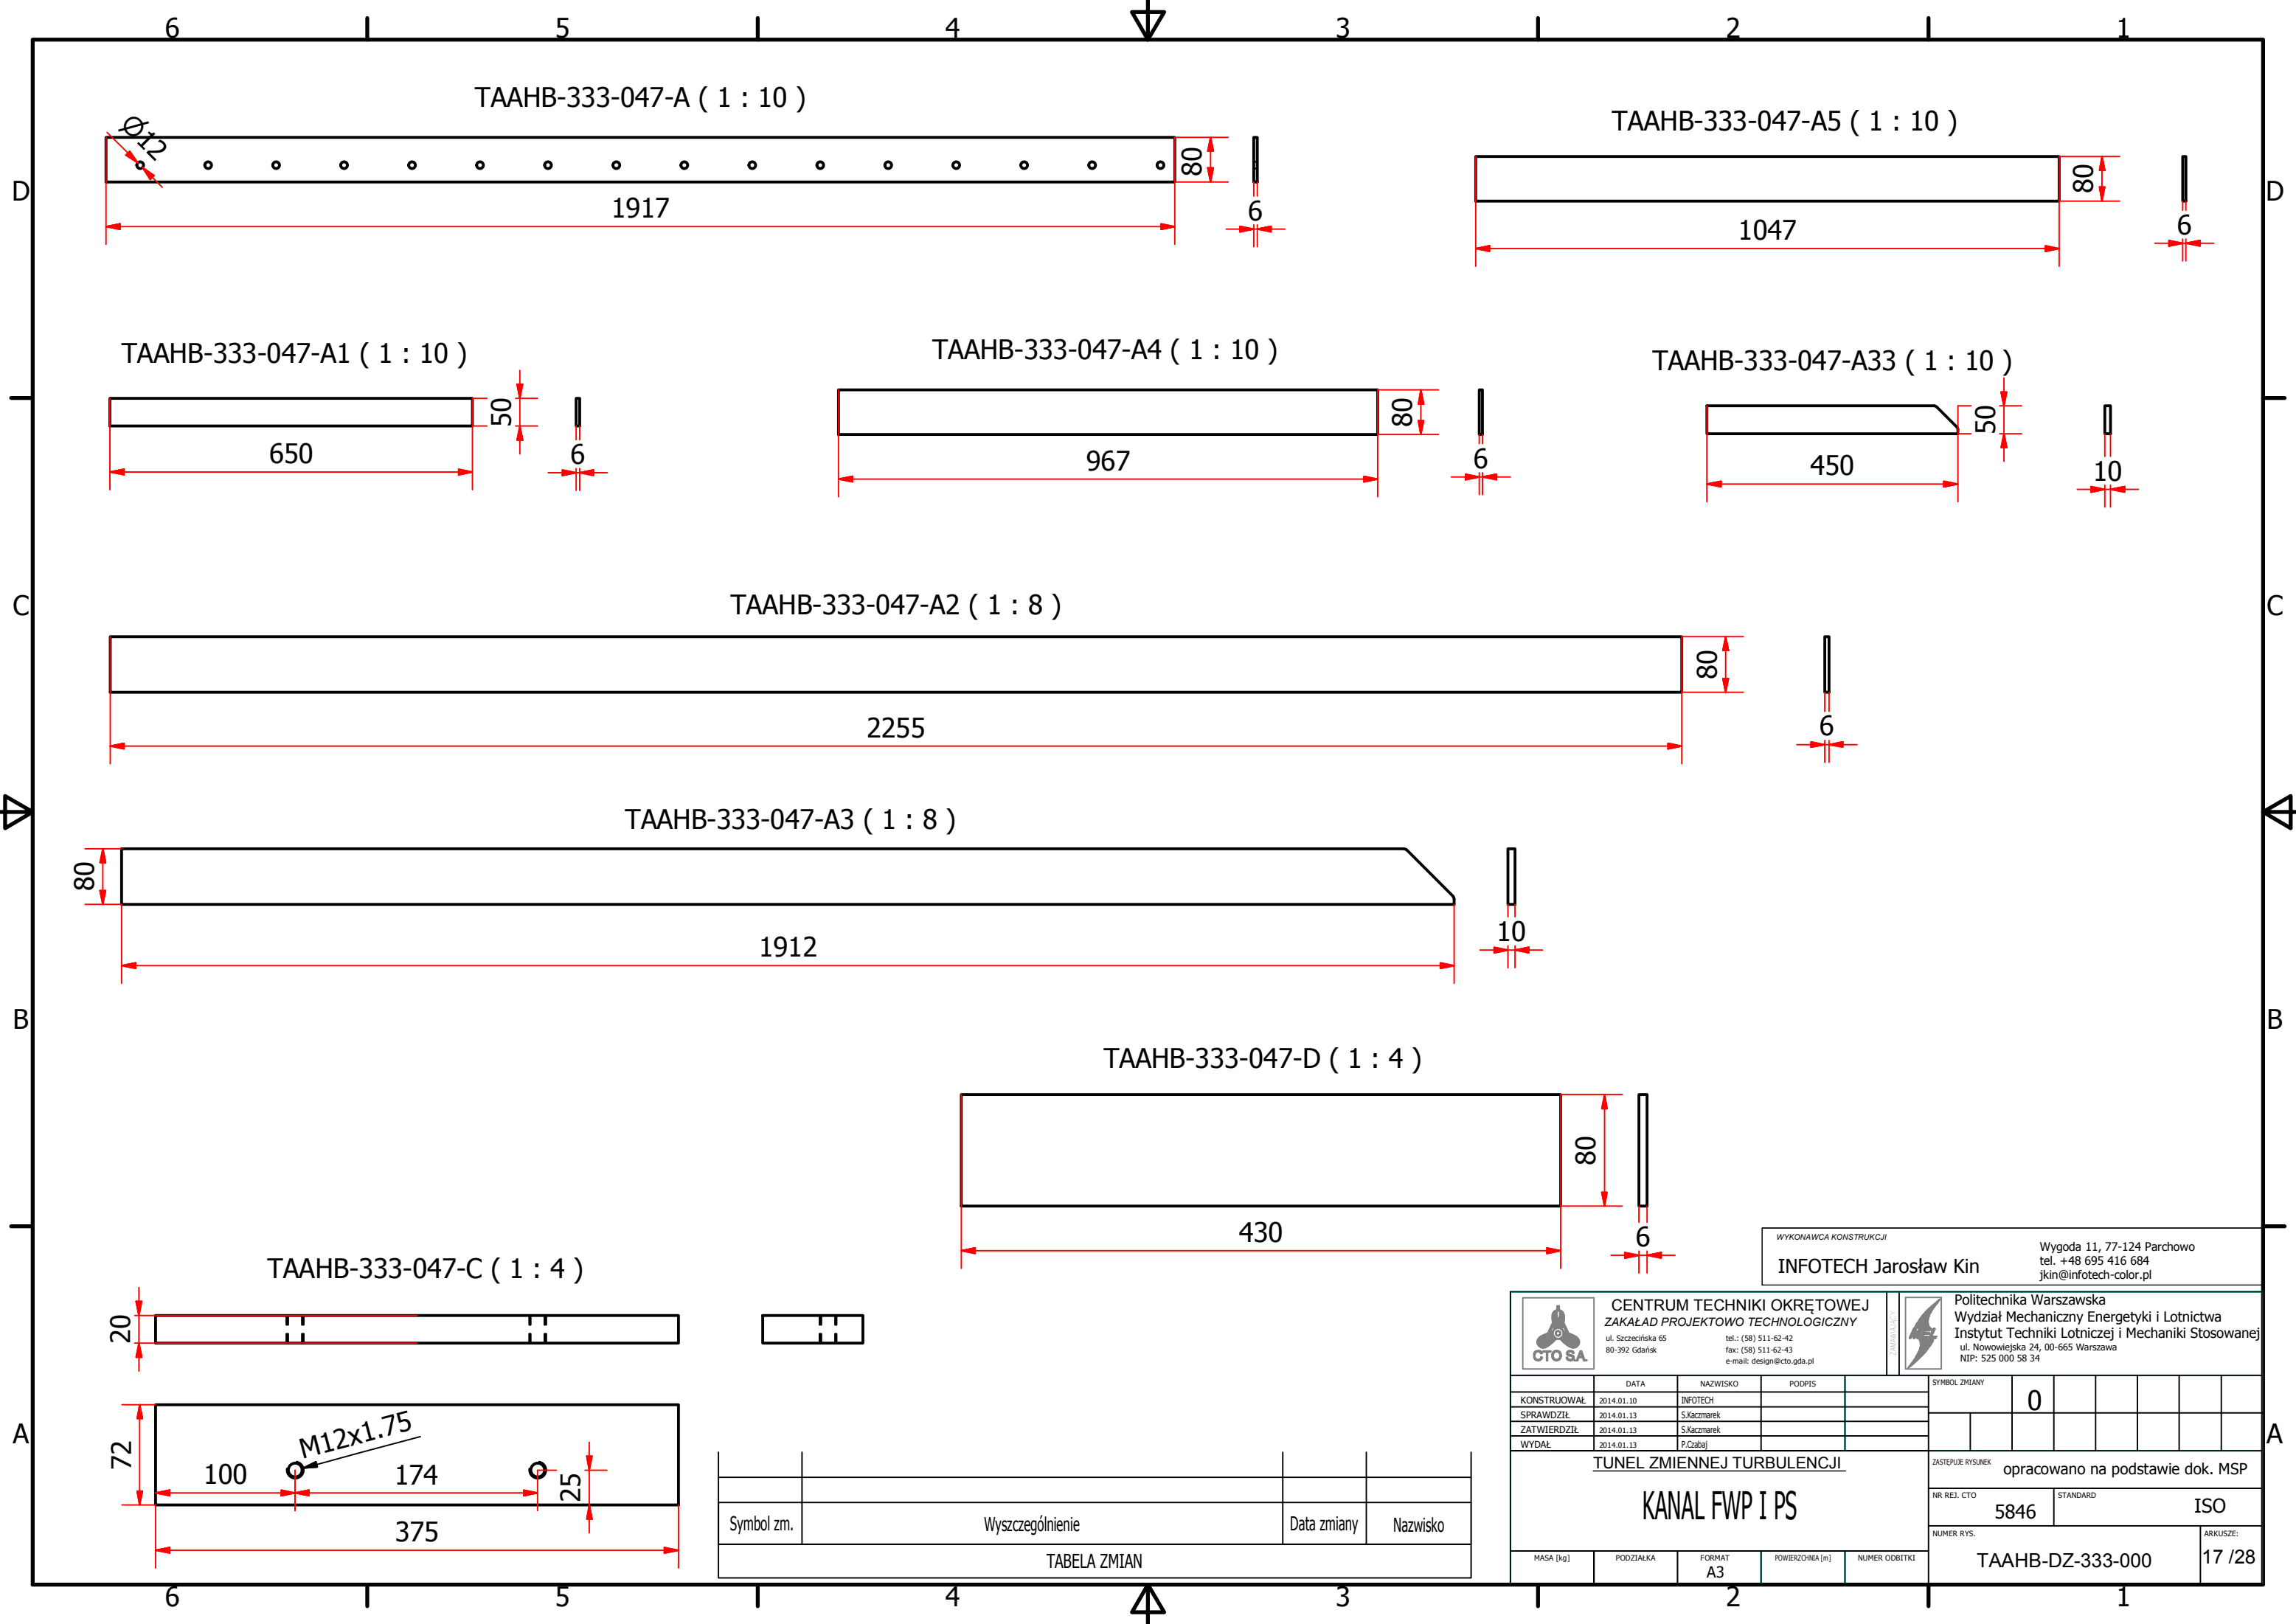 6 5 4 3 2 1
TAAHB-333-047-A ( 1 : 10 )
Ø12
80
1917
6
TAAHB-333-047-A5 ( 1 : 10 )
80
1047
6
D D
TAAHB-333-047-A1 ( 1 : 10 )
50
650
6
TAAHB-333-047-A4 ( 1 : 10 )
80
967
6
TAAHB-333-047-A33 ( 1 : 10 )
50
450
10
C C
TAAHB-333-047-A2 ( 1 : 8 )
80
2255
6
TAAHB-333-047-A3 ( 1 : 8 )
80
1912
10
B B
TAAHB-333-047-D ( 1 : 4 )
80
430
6
TAAHB-333-047-C ( 1 : 4 )
20
72
M12x1.75
100
174
25
375
A A
Symbol zm. Wyszczególnienie Data zmiany Nazwisko
TABELA ZMIAN
WYKONAWCA KONSTRUKCJI
INFOTECH Jarosław Kin
Wygoda 11, 77-124 Parchowo
tel. +48 695 416 684
jkin@infotech-color.pl
CTO S.A.
CENTRUM TECHNIKI OKRĘTOWEJ
ZAKAŁAD PROJEKTOWO TECHNOLOGICZNY
ul. Szczecińska 65 tel.: (58) 511-62-42
80-392 Gdańsk fax: (58) 511-62-43
e-mail: design@cto.gda.pl
ZAMAWIAJĄCY
Politechnika Warszawska
Wydział Mechaniczny Energetyki i Lotnictwa
Instytut Techniki Lotniczej i Mechaniki Stosowanej
ul. Nowowiejska 24, 00-665 Warszawa
NIP: 525 000 58 34
DATA NAZWISKO PODPIS
KONSTRUOWAŁ 2014.01.10 INFOTECH
SPRAWDZIŁ 2014.01.13 S.Kaczmarek
ZATWIERDZIŁ 2014.01.13 S.Kaczmarek
WYDAŁ 2014.01.13 P.Czabaj
SYMBOL ZMIANY
0
TUNEL ZMIENNEJ TURBULENCJI
KANAL FWP I PS
ZASTĘPUJE RYSUNEK opracowano na podstawie dok. MSP
NR REJ. CTO 5846
STANDARD ISO
NUMER RYS. TAAHB-DZ-333-000
ARKUSZE: 17 /28
MASA [kg] PODZIAŁKA FORMAT POWIERZCHNIA [m] NUMER ODBITKI
A3
6 5 4 3 2 1